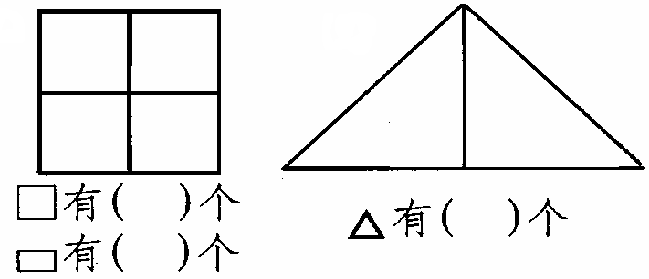 □有( )个
▭有( )个
△有( )个